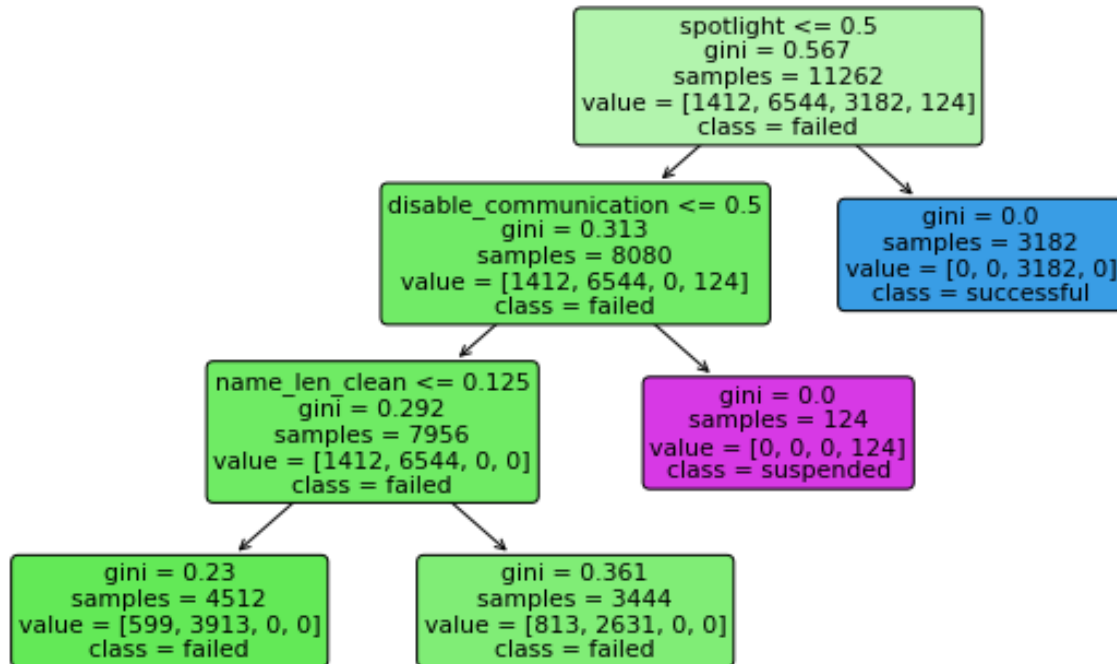 spotlight <= 0.5
gini = 0.567
samples = 11262
value = [1412, 6544, 3182, 124]
class = failed
disable_communication <= 0.5
gini = 0.313
samples = 8080
value = [1412, 6544, 0, 124]
class = failed
gini = 0.0
samples = 3182
value = [0, 0, 3182, 0]
class = successful
name_len_clean <= 0.125
gini = 0.292
samples = 7956
value = [1412, 6544, 0, 0]
class = failed
gini = 0.0
samples = 124
value = [0, 0, 0, 124]
class = suspended
gini = 0.23
samples = 4512
value = [599, 3913, 0, 0]
class = failed
gini = 0.361
samples = 3444
value = [813, 2631, 0, 0]
class = failed